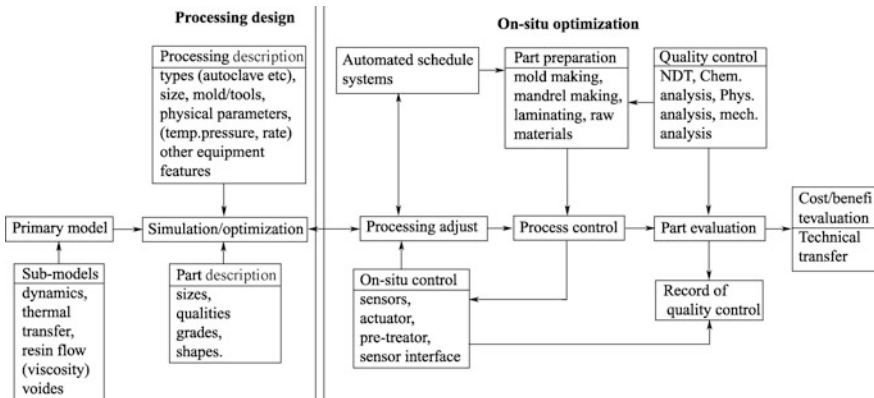 Processing design
On-situ optimization
Processing description
types (autoclave etc),
size, mold/tools,
physical parameters,
(temp.pressure, rate)
other equipment
features
Automated schedule
systems
Part preparation
mold making,
mandrel making,
laminating, raw
materials
Quality control
NDT, Chem.
analysis, Phys.
analysis, mech.
analysis
Primary model
Simulation/optimization
Processing adjust
Process control
Part evaluation
Cost/benefi
tevaluation
Technical
transfer
Sub-models
dynamics,
thermal
transfer,
resin flow
(viscosity)
voides
Part description
sizes,
qualities
grades,
shapes.
On-situ control
sensors,
actuator,
pre-treator,
sensor interface
Record of
quality control